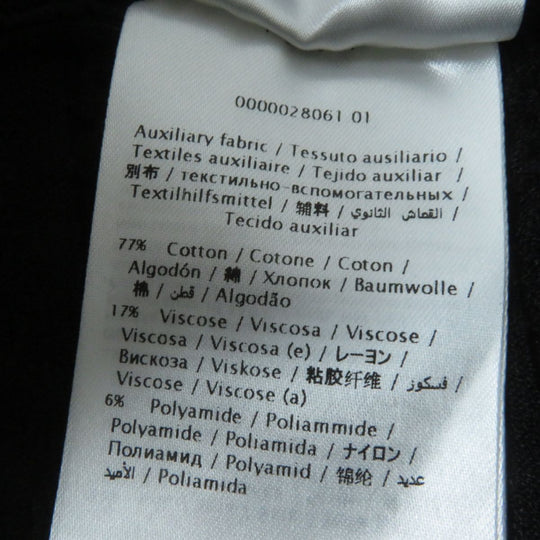 0000028061 01
Auxiliary fabric / Tessuto ausiliario /
Textiles auxiliaire / Tejido auxiliar /
別布 / текстильно-вспомогательных /
Textilhilfsmittel / 辅料 / القماش الثانوي /
Tecido auxiliar
77% Cotton / Cotone / Coton /
Algodón / 綿 / Хлопок / Baumwolle /
棉 / قطن / Algodão
17% Viscose / Viscosa / Viscose /
Viscosa / Viscosa (e) / レーヨン /
Вискоза / Viskose / 粘胶纤维 / فسكوز /
Viscose / Viscose (a)
6% Polyamide / Poliammide /
Polyamide / Poliamida / ナイロン /
Полиамид / Polyamid / 锦纶 / عديد
الأميد / Poliamida